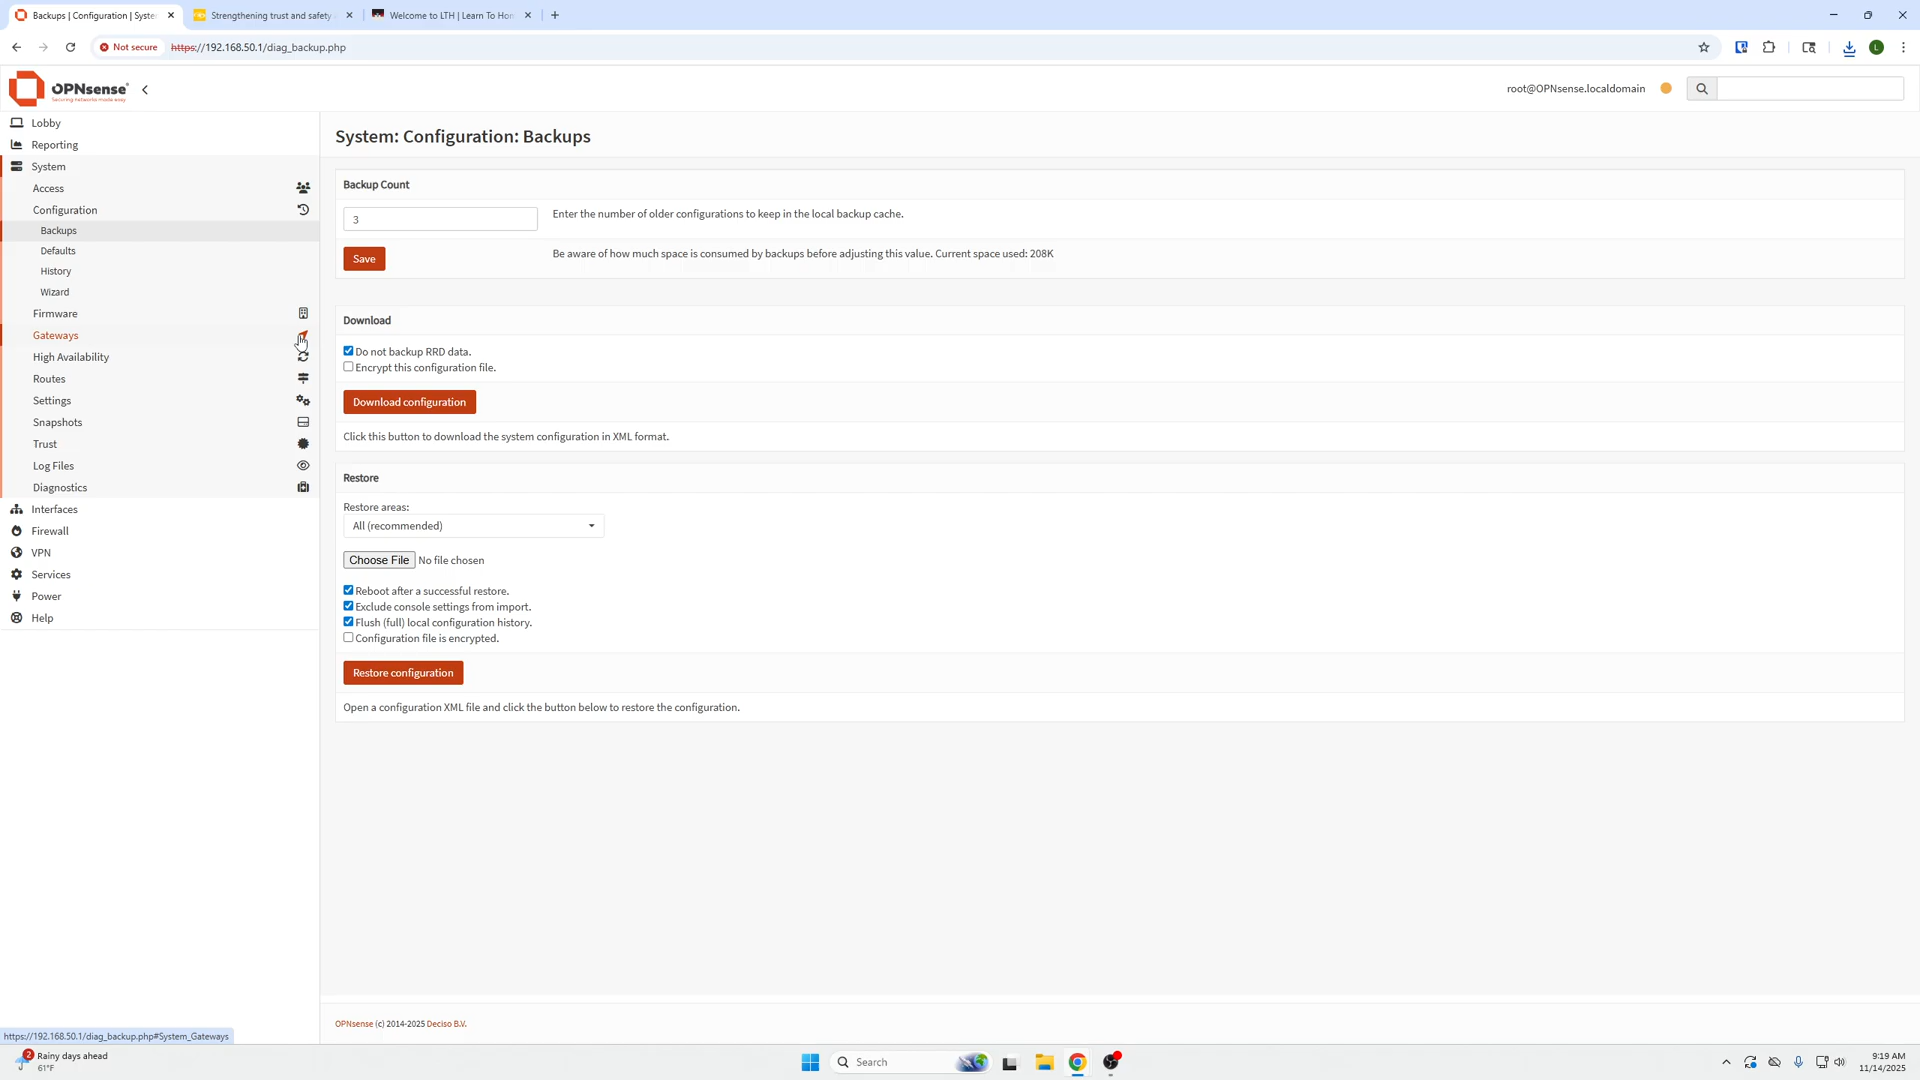 Backups | Configuration | Syste
Strengthening trust and safety
Welcome to LTH | Learn To Hom
Not secure
https://192.168.50.1/diag_backup.php
L
OPNsense
Securing networks made easy
root@OPNsense.localdomain
Lobby
Reporting
System
Access
Configuration
Backups
Defaults
History
Wizard
Firmware
Gateways
High Availability
Routes
Settings
Snapshots
Trust
Log Files
Diagnostics
Interfaces
Firewall
VPN
Services
Power
Help
System: Configuration: Backups
Backup Count
3
Enter the number of older configurations to keep in the local backup cache.
Save
Be aware of how much space is consumed by backups before adjusting this value. Current space used: 208K
Download
Do not backup RRD data.
Encrypt this configuration file.
Download configuration
Click this button to download the system configuration in XML format.
Restore
Restore areas:
All (recommended)
Choose File No file chosen
Reboot after a successful restore.
Exclude console settings from import.
Flush (full) local configuration history.
Configuration file is encrypted.
Restore configuration
Open a configuration XML file and click the button below to restore the configuration.
OPNsense (c) 2014-2025 Deciso B.V.
https://192.168.50.1/diag_backup.php#System_Gateways
2
Rainy days ahead
61°F
Search
9:19 AM
11/14/2025